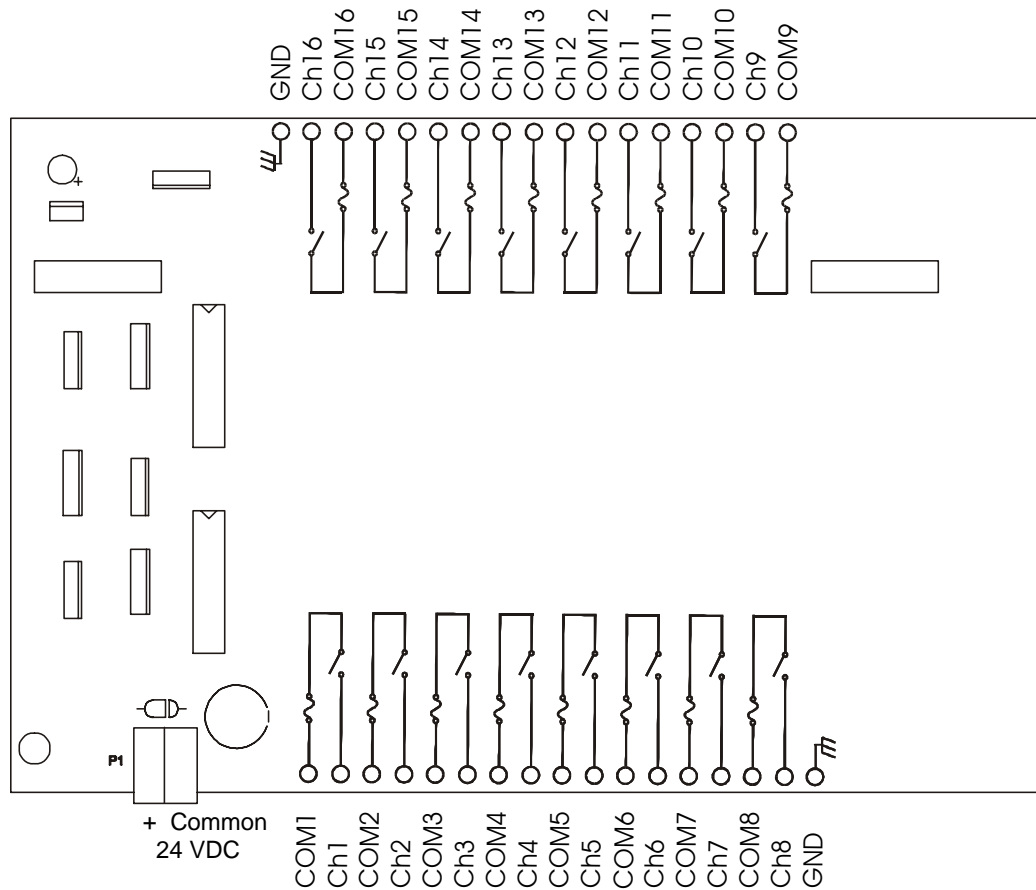 GND
Ch16
COM16
Ch15
COM15
Ch14
COM14
Ch13
COM13
Ch12
COM12
Ch11
COM11
Ch10
COM10
Ch9
COM9
+
P1
+ Common
24 VDC
COM1
Ch1
COM2
Ch2
COM3
Ch3
COM4
Ch4
COM5
Ch5
COM6
Ch6
COM7
Ch7
COM8
Ch8
GND